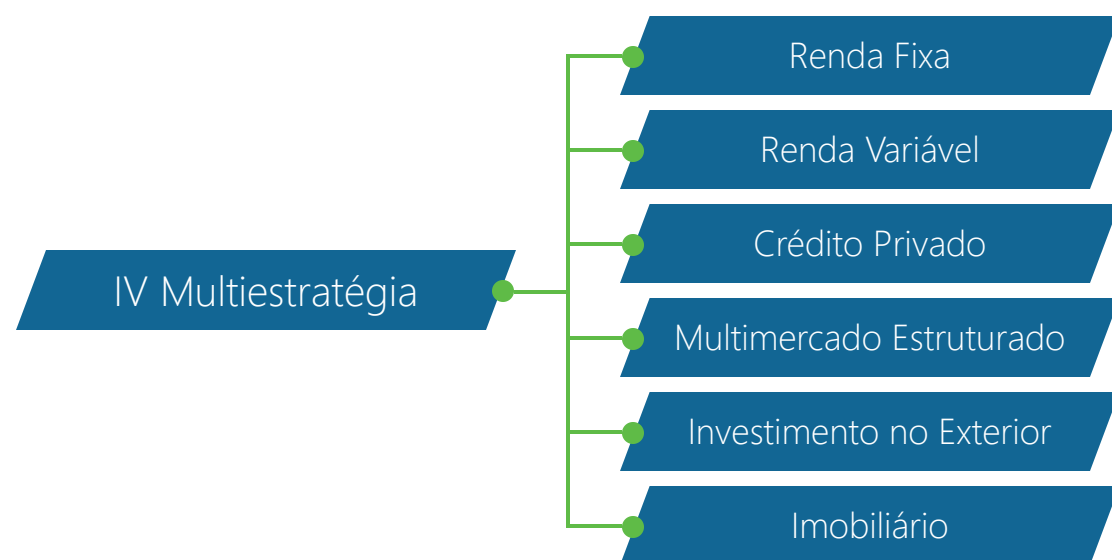 Renda Fixa
Renda Variável
Crédito Privado
IV Multiestratégia
Multimercado Estruturado
Investimento no Exterior
Imobiliário